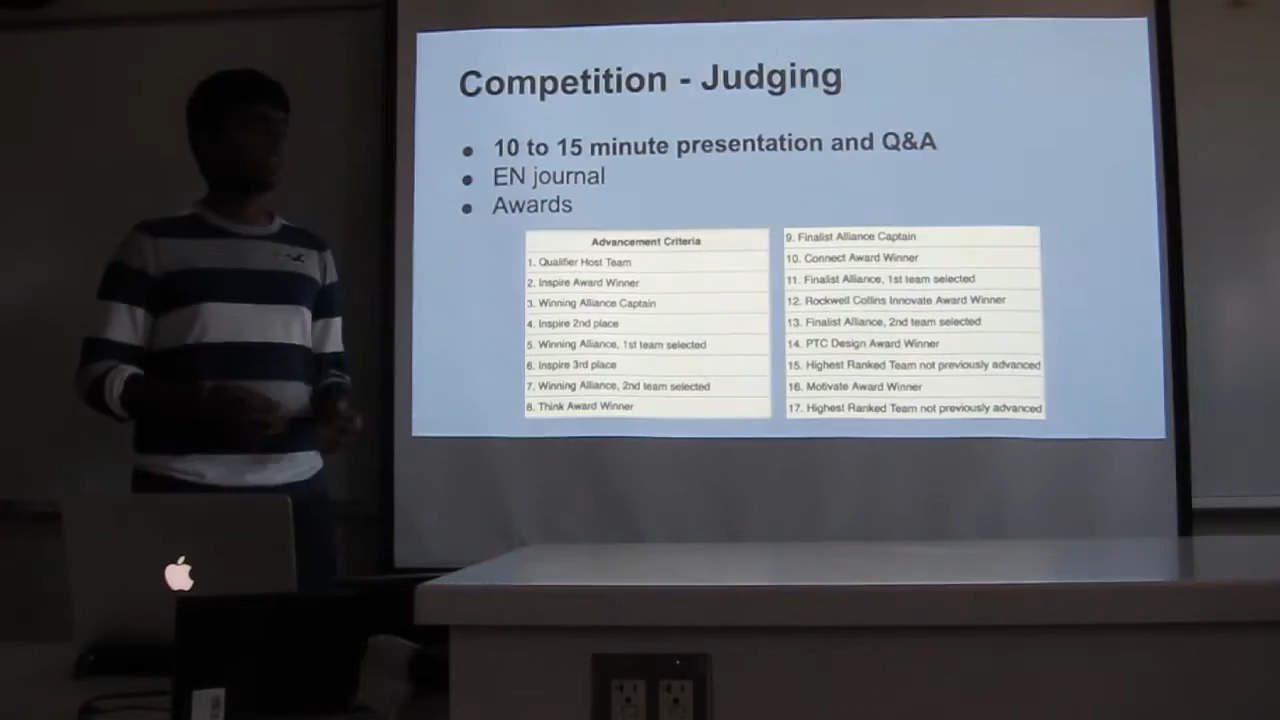 Competition - Judging
● 10 to 15 minute presentation and Q&A
● EN journal
● Awards
Advancement Criteria
1. Qualifier Host Team
2. Inspire Award Winner
3. Winning Alliance Captain
4. Inspire 2nd place
5. Winning Alliance, 1st team selected
6. Inspire 3rd place
7. Winning Alliance, 2nd team selected
8. Think Award Winner
9. Finalist Alliance Captain
10. Connect Award Winner
11. Finalist Alliance, 1st team selected
12. Rockwell Collins Innovate Award Winner
13. Finalist Alliance, 2nd team selected
14. PTC Design Award Winner
15. Highest Ranked Team not previously advanced
16. Motivate Award Winner
17. Highest Ranked Team not previously advanced